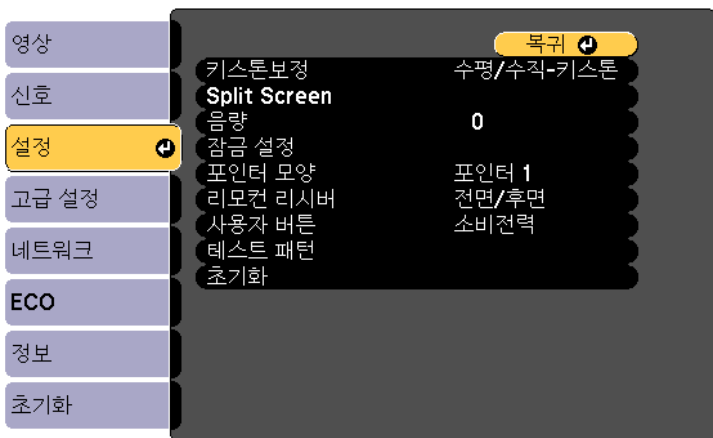 영상
신호
설정
고급 설정
네트워크
ECO
정보
초기화
복귀
키스톤보정 수평/수직-키스톤
Split Screen
음량 0
잠금 설정
포인터 모양 포인터 1
리모컨 리시버 전면/후면
사용자 버튼 소비전력
테스트 패턴
초기화